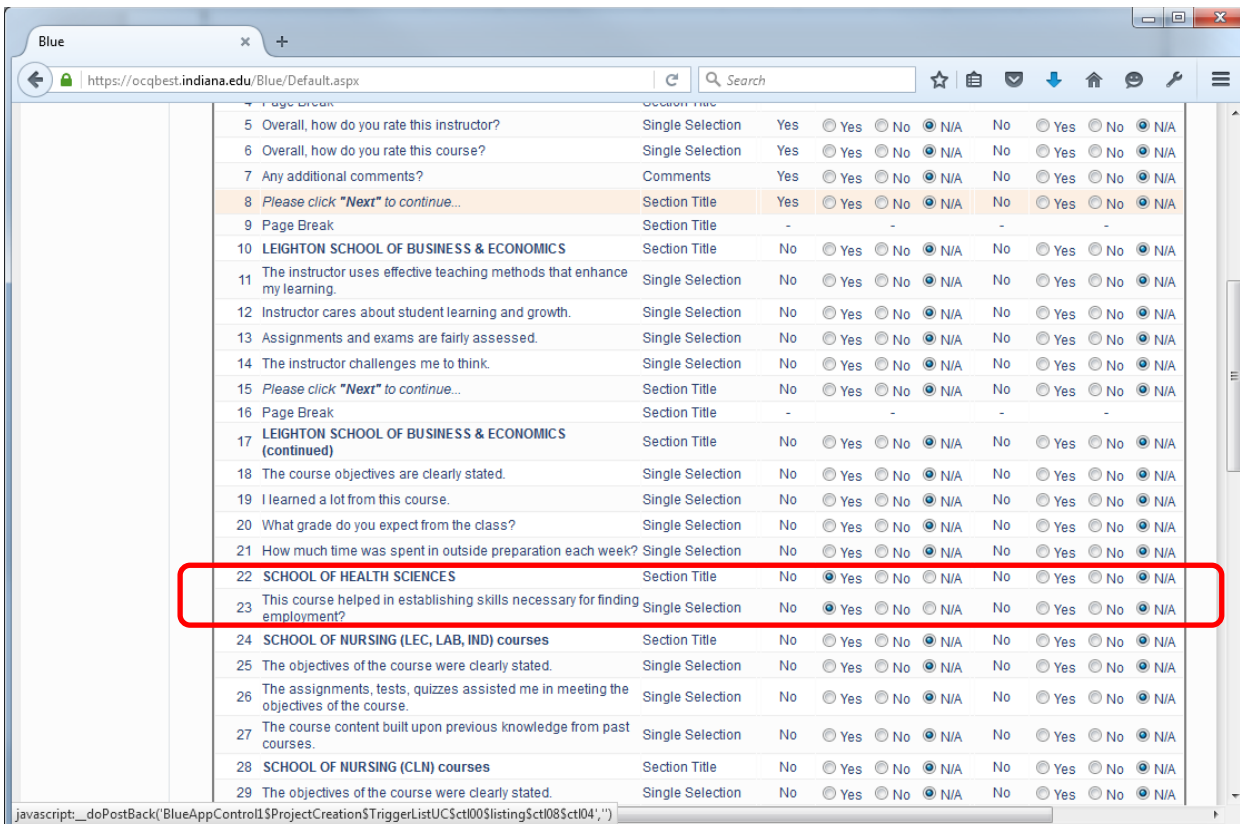 Blue
https://ocqbest.indiana.edu/Blue/Default.aspx Search
4 Page Break Section Title
5 Overall, how do you rate this instructor? Single Selection Yes Yes No N/A No Yes No N/A
6 Overall, how do you rate this course? Single Selection Yes Yes No N/A No Yes No N/A
7 Any additional comments? Comments Yes Yes No N/A No Yes No N/A
8 Please click "Next" to continue... Section Title Yes Yes No N/A No Yes No N/A
9 Page Break Section Title - - - -
10 LEIGHTON SCHOOL OF BUSINESS & ECONOMICS Section Title No Yes No N/A No Yes No N/A
11 The instructor uses effective teaching methods that enhance
my learning. Single Selection No Yes No N/A No Yes No N/A
12 Instructor cares about student learning and growth. Single Selection No Yes No N/A No Yes No N/A
13 Assignments and exams are fairly assessed. Single Selection No Yes No N/A No Yes No N/A
14 The instructor challenges me to think. Single Selection No Yes No N/A No Yes No N/A
15 Please click "Next" to continue... Section Title No Yes No N/A No Yes No N/A
16 Page Break Section Title - - - -
17 LEIGHTON SCHOOL OF BUSINESS & ECONOMICS
(continued) Section Title No Yes No N/A No Yes No N/A
18 The course objectives are clearly stated. Single Selection No Yes No N/A No Yes No N/A
19 I learned a lot from this course. Single Selection No Yes No N/A No Yes No N/A
20 What grade do you expect from the class? Single Selection No Yes No N/A No Yes No N/A
21 How much time was spent in outside preparation each week? Single Selection No Yes No N/A No Yes No N/A
22 SCHOOL OF HEALTH SCIENCES Section Title No Yes No N/A No Yes No N/A
23 This course helped in establishing skills necessary for finding
employment? Single Selection No Yes No N/A No Yes No N/A
24 SCHOOL OF NURSING (LEC, LAB, IND) courses Section Title No Yes No N/A No Yes No N/A
25 The objectives of the course were clearly stated. Single Selection No Yes No N/A No Yes No N/A
26 The assignments, tests, quizzes assisted me in meeting the
objectives of the course. Single Selection No Yes No N/A No Yes No N/A
27 The course content built upon previous knowledge from past
courses. Single Selection No Yes No N/A No Yes No N/A
28 SCHOOL OF NURSING (CLN) courses Section Title No Yes No N/A No Yes No N/A
29 The objectives of the course were clearly stated. Single Selection No Yes No N/A No Yes No N/A
javascript:__doPostBack('BlueAppControl1$ProjectCreation$TriggerListUC$ctl00$listing$ctl08$ctl04','')